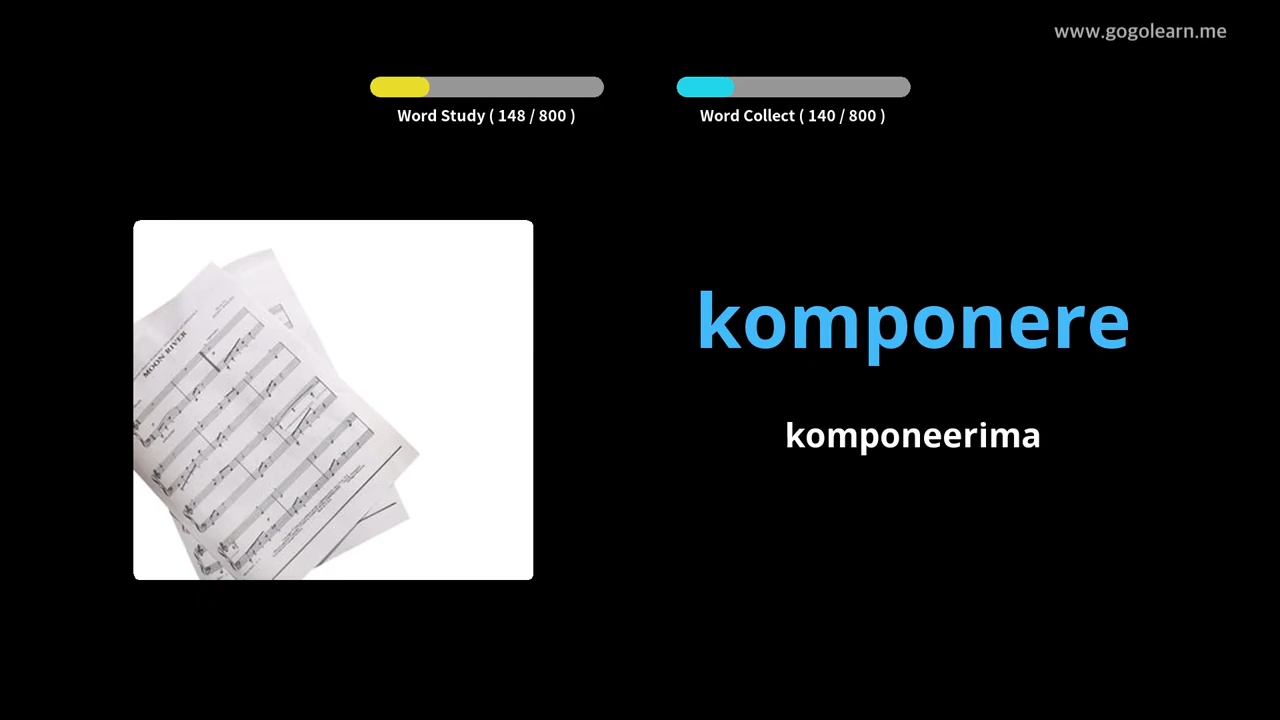 www.gogolearn.me
Word Study ( 148 / 800 )
Word Collect ( 140 / 800 )
MOON RIVER
komponere
komponeerima